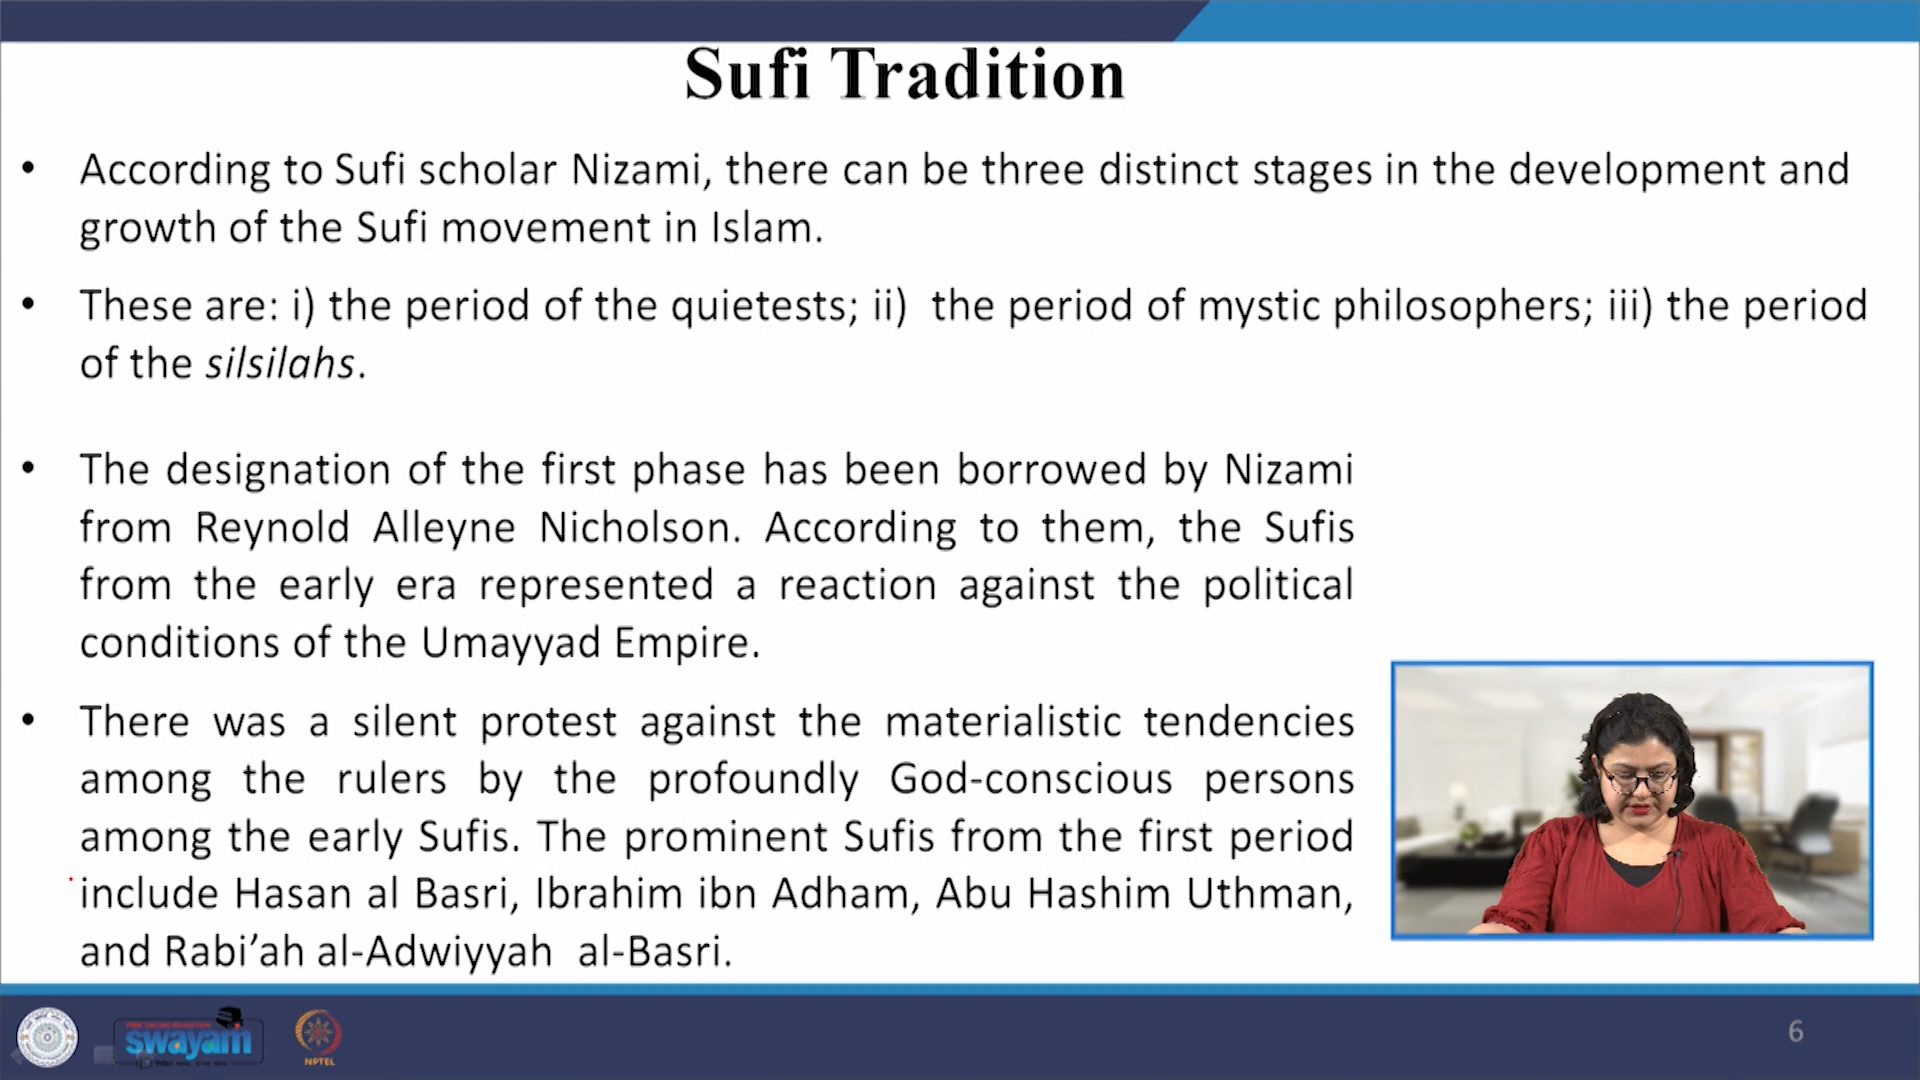 Sufi Tradition
• According to Sufi scholar Nizami, there can be three distinct stages in the development and
growth of the Sufi movement in Islam.
• These are: i) the period of the quietests; ii) the period of mystic philosophers; iii) the period
of the silsilahs.
• The designation of the first phase has been borrowed by Nizami
from Reynold Alleyne Nicholson. According to them, the Sufis
from the early era represented a reaction against the political
conditions of the Umayyad Empire.
• There was a silent protest against the materialistic tendencies
among the rulers by the profoundly God-conscious persons
among the early Sufis. The prominent Sufis from the first period
include Hasan al Basri, Ibrahim ibn Adham, Abu Hashim Uthman,
and Rabi’ah al-Adwiyyah al-Basri.
swayam
NPTEL
6